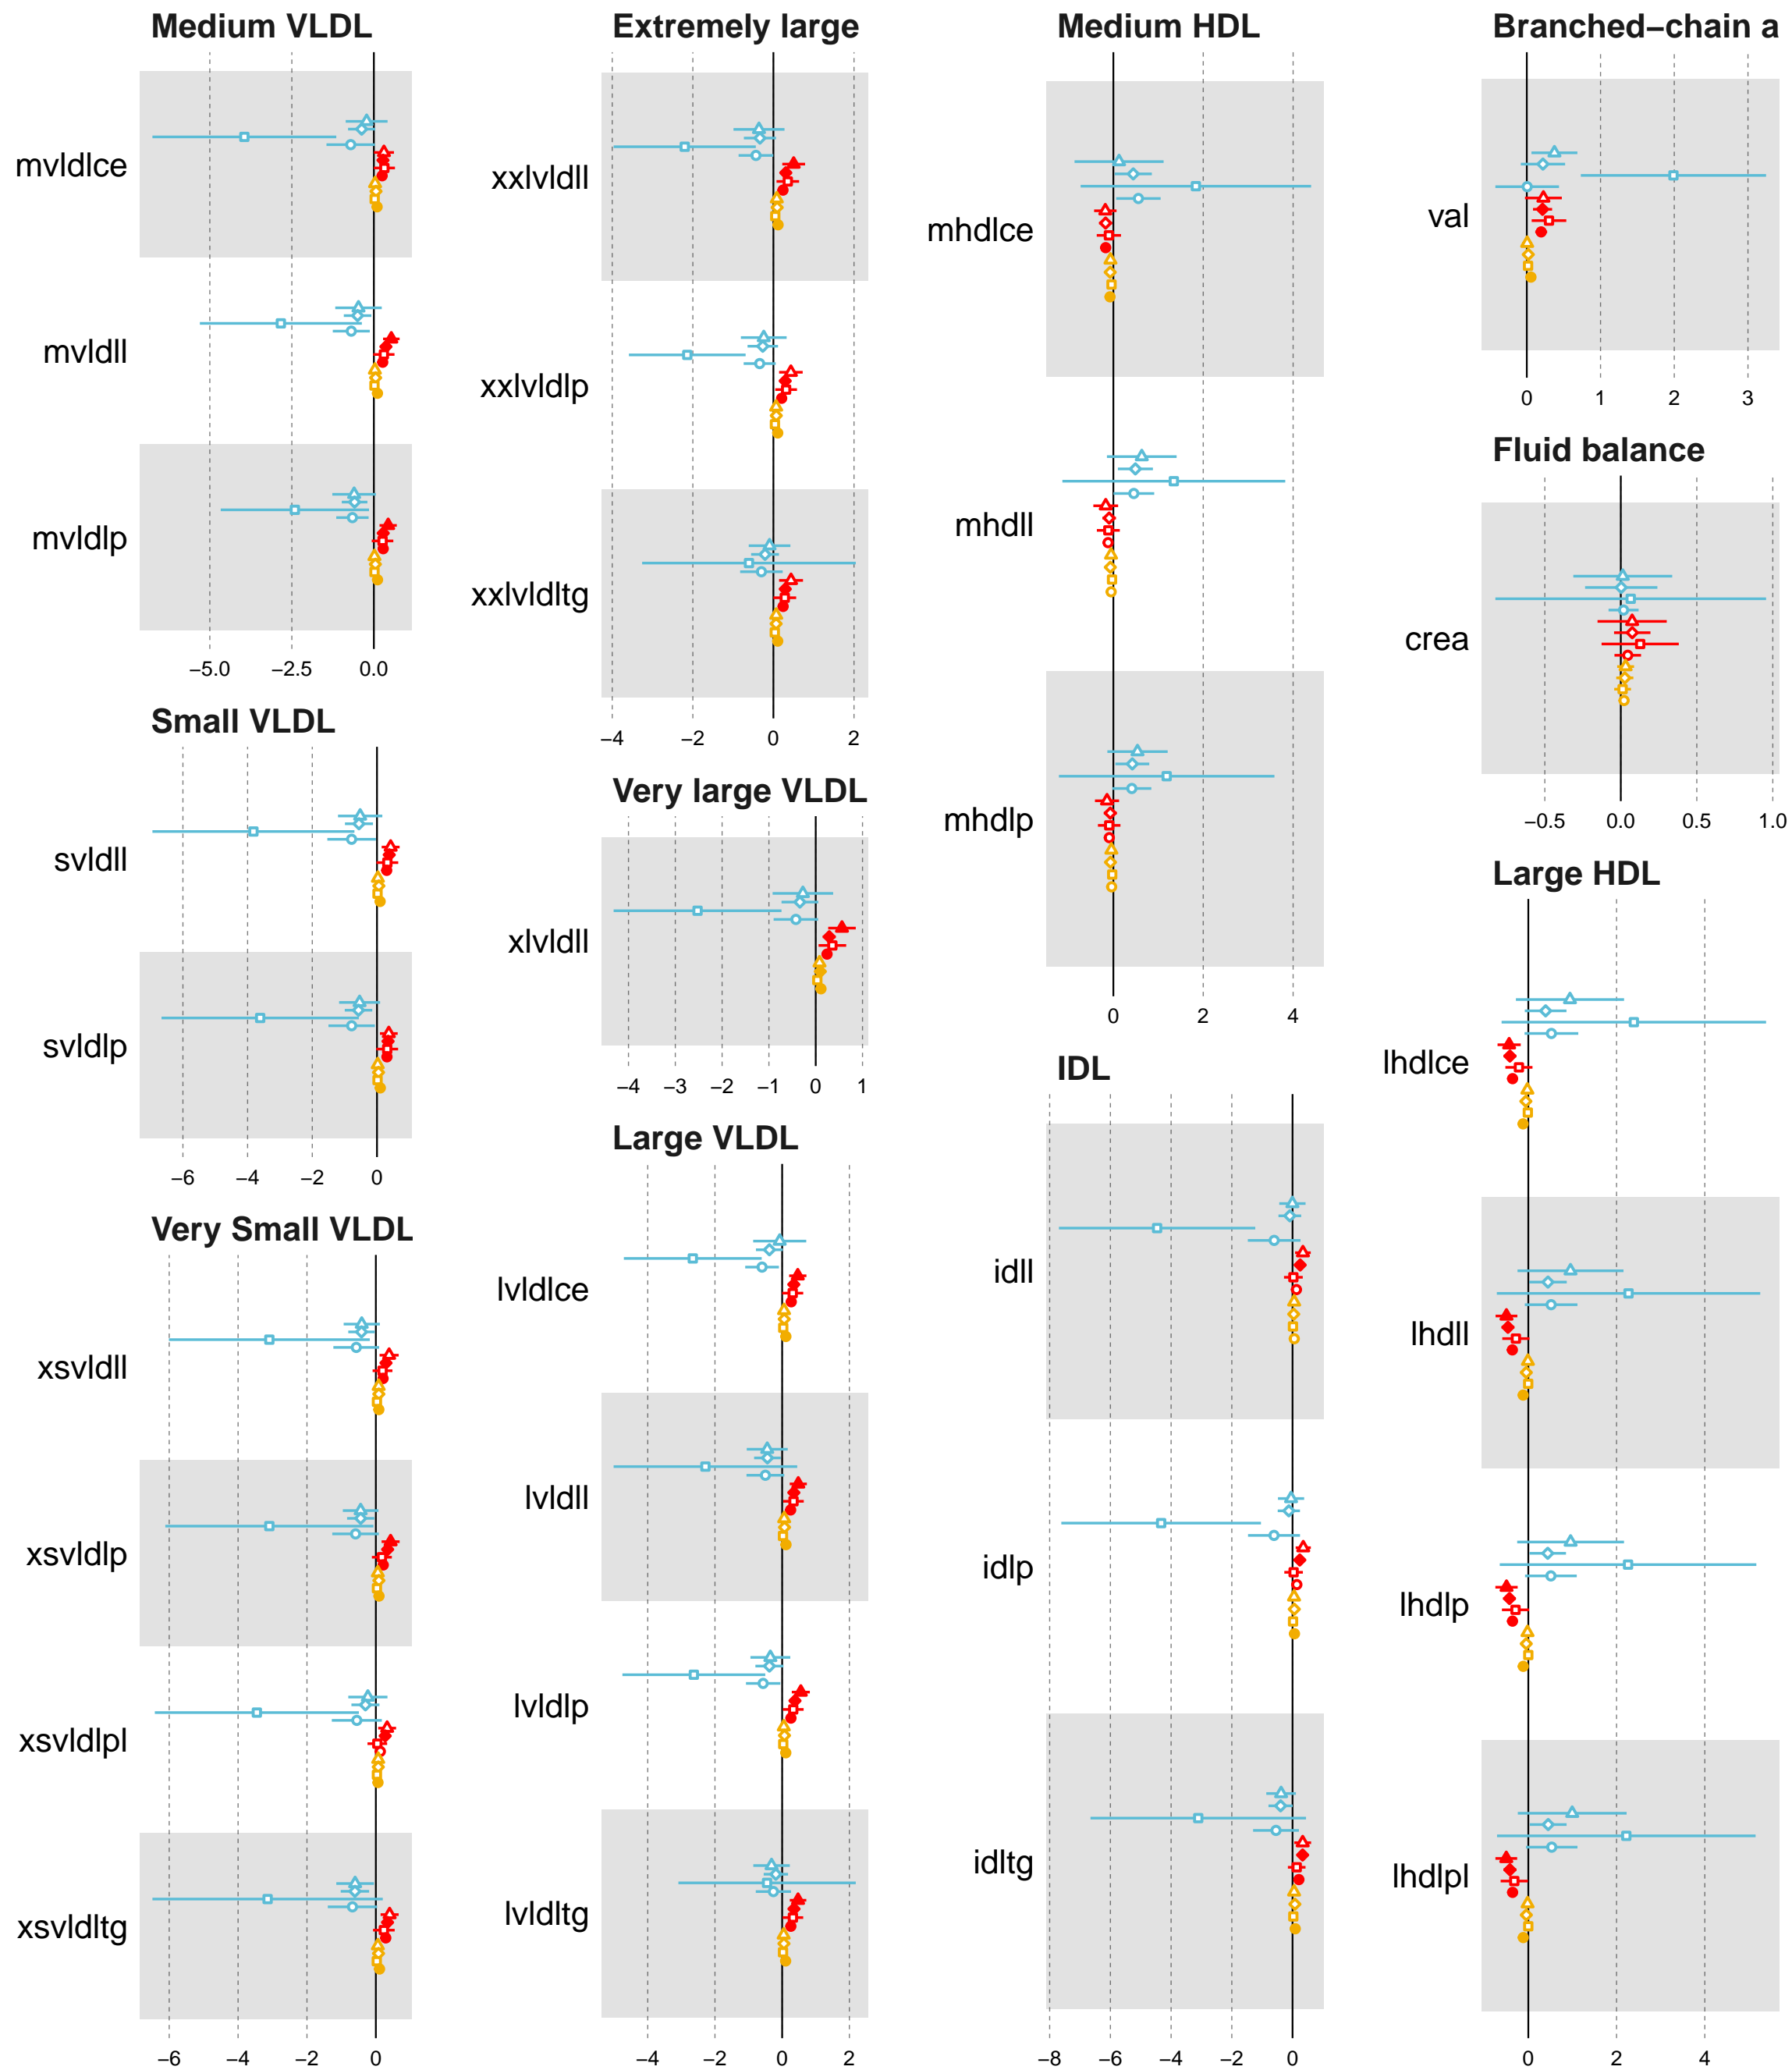 Medium VLDL
mvldlce
mvldll
mvldlp
−5.0 −2.5 0.0
Small VLDL
svldll
svldlp
−6 −4 −2 0
Very Small VLDL
xsvldll
xsvldlp
xsvldlpl
xsvldltg
−6 −4 −2 0
Extremely large
xxlvldll
xxlvldlp
xxlvldltg
−4 −2 0 2
Very large VLDL
xlvldll
−4 −3 −2 −1 0 1
Large VLDL
lvldlce
lvldll
lvldlp
lvldltg
−4 −2 0 2
Medium HDL
mhdlce
mhdll
mhdlp
0 2 4
IDL
idll
idlp
idltg
−8 −6 −4 −2 0
Branched−chain a
val
0 1 2 3
Fluid balance
crea
−0.5 0.0 0.5 1.0
Large HDL
lhdlce
lhdll
lhdlp
lhdlpl
0 2 4